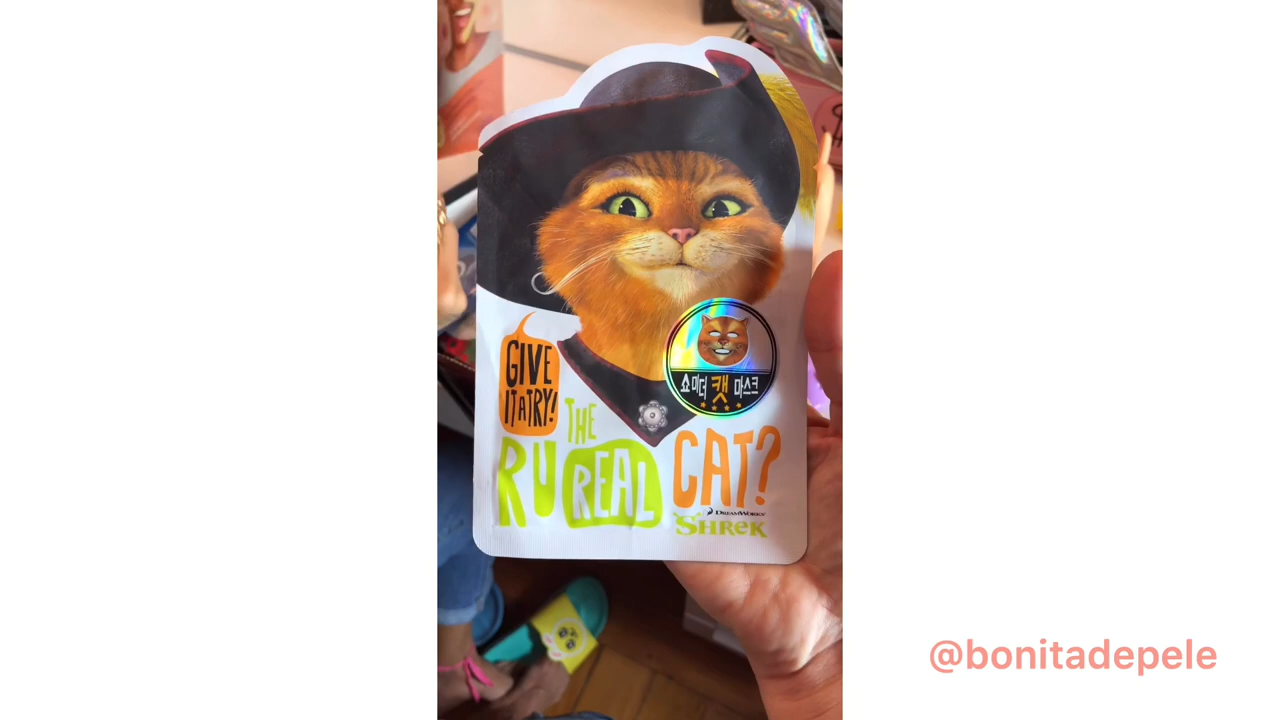 쇼미더 캣 마스크
GIVE
IT A TRY!
THE
RU REAL CAT?
DREAMWORKS
SHREK
@bonitadepele